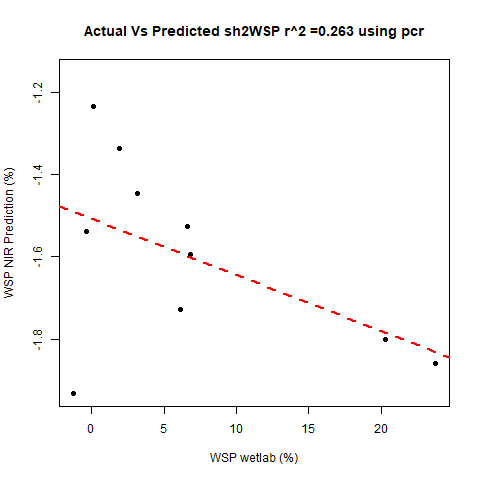 Actual Vs Predicted sh2WSP r^2 =0.263 using pcr
-1.2
-1.4
-1.6
-1.8
WSP NIR Prediction (%)
0 5 10 15 20
WSP wetlab (%)